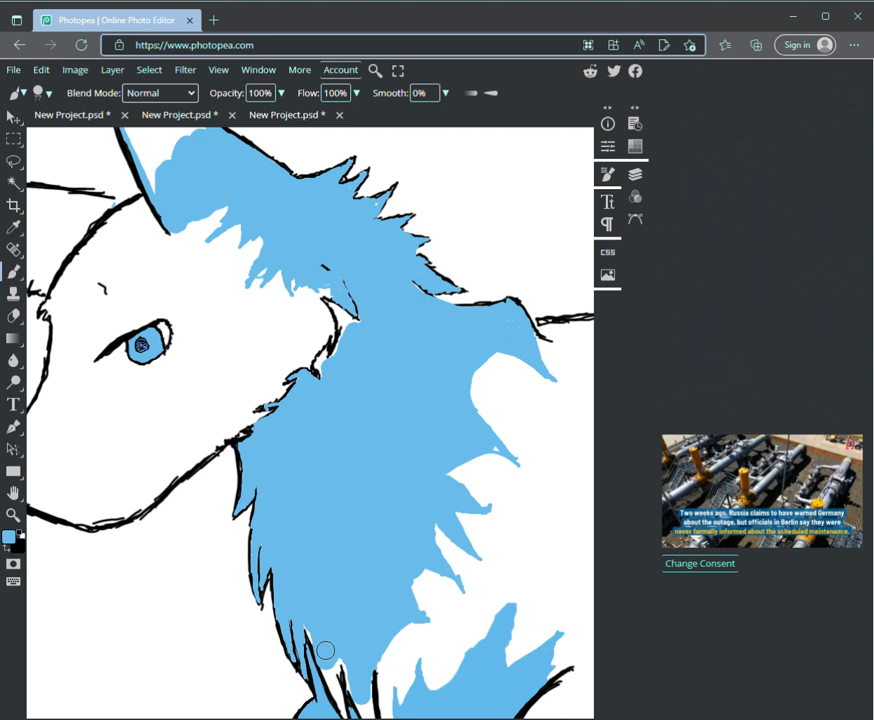 Photopea | Online Photo Editor
https://www.photopea.com
Sign in
File Edit Image Layer Select Filter View Window More Account
Blend Mode: Normal Opacity: 100% Flow: 100% Smooth: 0%
New Project.psd * New Project.psd * New Project.psd *
CSS
Two weeks ago, Russia claims to have warned Germany
about the outage, but officials in Berlin say they were
never formally informed about the scheduled maintenance.
Change Consent